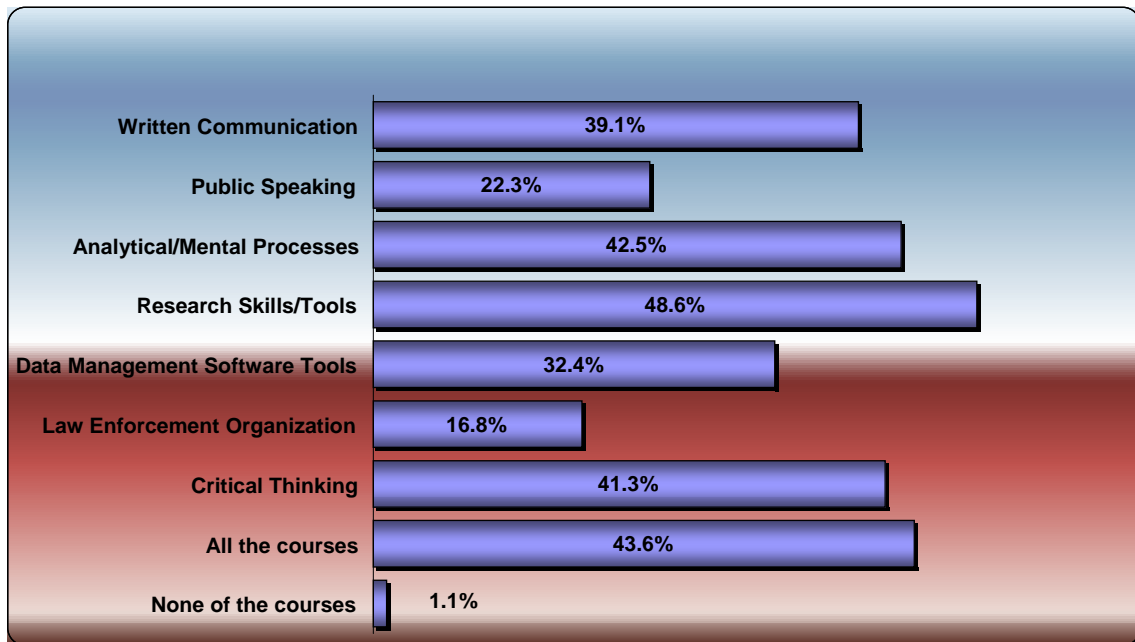 Written Communication 39.1%
Public Speaking 22.3%
Analytical/Mental Processes 42.5%
Research Skills/Tools 48.6%
Data Management Software Tools 32.4%
Law Enforcement Organization 16.8%
Critical Thinking 41.3%
All the courses 43.6%
None of the courses 1.1%